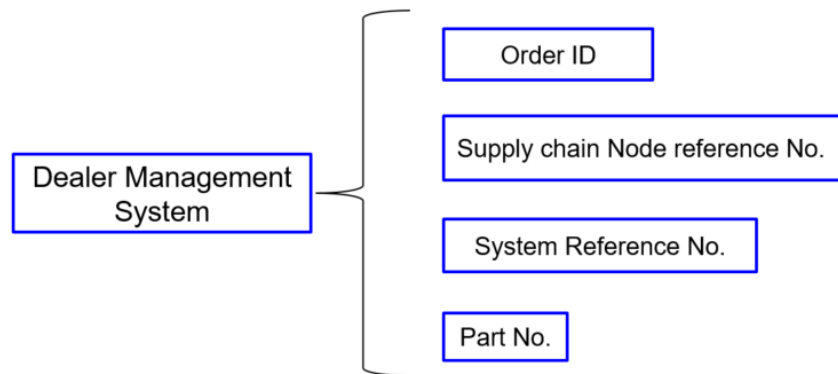 Order ID
Supply chain Node reference No.
Dealer Management
System
System Reference No.
Part No.